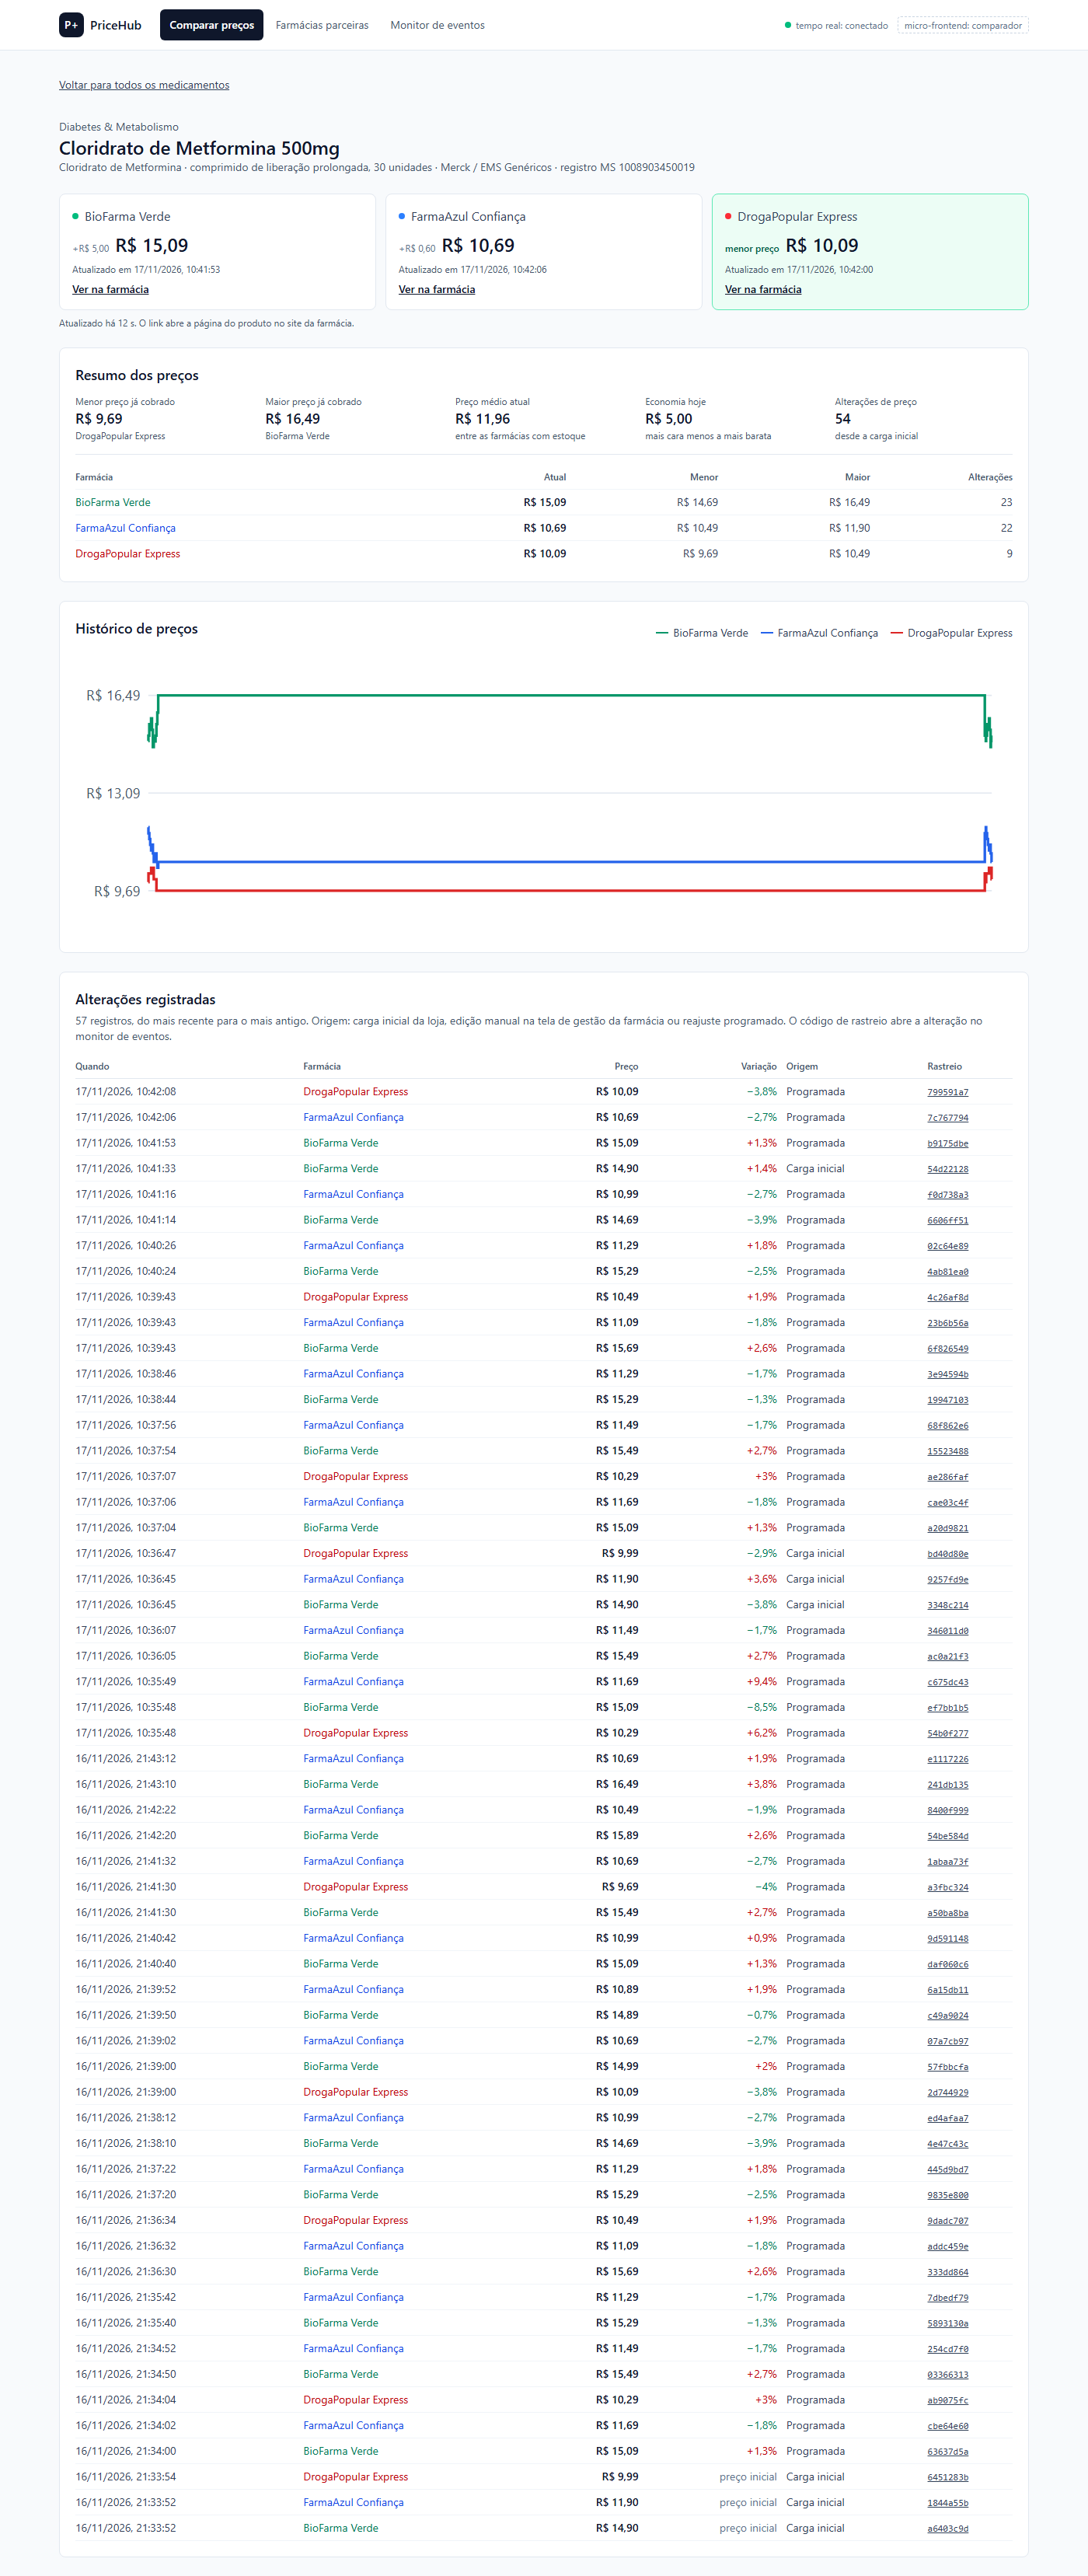 P+ PriceHub Comparar preços Farmácias parceiras Monitor de eventos tempo real: conectado micro-frontend: comparador
Voltar para todos os medicamentos
Diabetes & Metabolismo
Cloridrato de Metformina 500mg
Cloridrato de Metformina · comprimido de liberação prolongada, 30 unidades · Merck / EMS Genéricos · registro MS 1008903450019
BioFarma Verde
+R$ 5,00 R$ 15,09
Atualizado em 17/11/2026, 10:41:53
Ver na farmácia
FarmaAzul Confiança
+R$ 0,60 R$ 10,69
Atualizado em 17/11/2026, 10:42:06
Ver na farmácia
DrogaPopular Express
menor preço R$ 10,09
Atualizado em 17/11/2026, 10:42:00
Ver na farmácia
Atualizado há 12 s. O link abre a página do produto no site da farmácia.
Resumo dos preços
Menor preço já cobrado
R$ 9,69
DrogaPopular Express
Maior preço já cobrado
R$ 16,49
BioFarma Verde
Preço médio atual
R$ 11,96
entre as farmácias com estoque
Economia hoje
R$ 5,00
mais cara menos a mais barata
Alterações de preço
54
desde a carga inicial
Farmácia Atual Menor Maior Alterações
BioFarma Verde R$ 15,09 R$ 14,69 R$ 16,49 23
FarmaAzul Confiança R$ 10,69 R$ 10,49 R$ 11,90 22
DrogaPopular Express R$ 10,09 R$ 9,69 R$ 10,49 9
Histórico de preços
BioFarma Verde FarmaAzul Confiança DrogaPopular Express
R$ 16,49
R$ 13,09
R$ 9,69
Alterações registradas
57 registros, do mais recente para o mais antigo. Origem: carga inicial da loja, edição manual na tela de gestão da farmácia ou reajuste programado. O código de rastreio abre a alteração no
monitor de eventos.
Quando Farmácia Preço Variação Origem Rastreio
17/11/2026, 10:42:08 DrogaPopular Express R$ 10,09 −3,8% Programada 799591a7
17/11/2026, 10:42:06 FarmaAzul Confiança R$ 10,69 −2,7% Programada 7c767794
17/11/2026, 10:41:53 BioFarma Verde R$ 15,09 +1,3% Programada b9175dbe
17/11/2026, 10:41:33 BioFarma Verde R$ 14,90 +1,4% Carga inicial 54d22128
17/11/2026, 10:41:16 FarmaAzul Confiança R$ 10,99 −2,7% Programada f0d738a3
17/11/2026, 10:41:14 BioFarma Verde R$ 14,69 −3,9% Programada 6606ff51
17/11/2026, 10:40:26 FarmaAzul Confiança R$ 11,29 +1,8% Programada 02c64e89
17/11/2026, 10:40:24 BioFarma Verde R$ 15,29 −2,5% Programada 4ab81ea0
17/11/2026, 10:39:43 DrogaPopular Express R$ 10,49 +1,9% Programada 4c26af8d
17/11/2026, 10:39:43 FarmaAzul Confiança R$ 11,09 −1,8% Programada 23b6b56a
17/11/2026, 10:39:43 BioFarma Verde R$ 15,69 +2,6% Programada 6f826549
17/11/2026, 10:38:46 FarmaAzul Confiança R$ 11,29 −1,7% Programada 3e94594b
17/11/2026, 10:38:44 BioFarma Verde R$ 15,29 −1,3% Programada 19947103
17/11/2026, 10:37:56 FarmaAzul Confiança R$ 11,49 −1,7% Programada 68f862e6
17/11/2026, 10:37:54 BioFarma Verde R$ 15,49 +2,7% Programada 15523488
17/11/2026, 10:37:07 DrogaPopular Express R$ 10,29 +3% Programada ae286faf
17/11/2026, 10:37:06 FarmaAzul Confiança R$ 11,69 −1,8% Programada cae03c4f
17/11/2026, 10:37:04 BioFarma Verde R$ 15,09 +1,3% Programada a20d9821
17/11/2026, 10:36:47 DrogaPopular Express R$ 9,99 −2,9% Carga inicial bd40d80e
17/11/2026, 10:36:45 FarmaAzul Confiança R$ 11,90 +3,6% Carga inicial 9257fd9e
17/11/2026, 10:36:45 BioFarma Verde R$ 14,90 −3,8% Carga inicial 3348c214
17/11/2026, 10:36:07 FarmaAzul Confiança R$ 11,49 −1,7% Programada 346011d0
17/11/2026, 10:36:05 BioFarma Verde R$ 15,49 +2,7% Programada ac0a21f3
17/11/2026, 10:35:49 FarmaAzul Confiança R$ 11,69 +9,4% Programada c675dc43
17/11/2026, 10:35:48 BioFarma Verde R$ 15,09 −8,5% Programada ef7bb1b5
17/11/2026, 10:35:48 DrogaPopular Express R$ 10,29 +6,2% Programada 54b0f277
16/11/2026, 21:43:12 FarmaAzul Confiança R$ 10,69 +1,9% Programada e1117226
16/11/2026, 21:43:10 BioFarma Verde R$ 16,49 +3,8% Programada 241db135
16/11/2026, 21:42:22 FarmaAzul Confiança R$ 10,49 −1,9% Programada 8400f999
16/11/2026, 21:42:20 BioFarma Verde R$ 15,89 +2,6% Programada 54be584d
16/11/2026, 21:41:32 FarmaAzul Confiança R$ 10,69 −2,7% Programada 1abaa73f
16/11/2026, 21:41:30 DrogaPopular Express R$ 9,69 −4% Programada a3fbc324
16/11/2026, 21:41:30 BioFarma Verde R$ 15,49 +2,7% Programada a50ba8ba
16/11/2026, 21:40:42 FarmaAzul Confiança R$ 10,99 +0,9% Programada 9d591148
16/11/2026, 21:40:40 BioFarma Verde R$ 15,09 +1,3% Programada daf060c6
16/11/2026, 21:39:52 FarmaAzul Confiança R$ 10,89 +1,9% Programada 6a15db11
16/11/2026, 21:39:50 BioFarma Verde R$ 14,89 −0,7% Programada c49a9024
16/11/2026, 21:39:02 FarmaAzul Confiança R$ 10,69 −2,7% Programada 07a7cb97
16/11/2026, 21:39:00 BioFarma Verde R$ 14,99 +2% Programada 57fbbcfa
16/11/2026, 21:39:00 DrogaPopular Express R$ 10,09 −3,8% Programada 2d744929
16/11/2026, 21:38:12 FarmaAzul Confiança R$ 10,99 −2,7% Programada ed4afaa7
16/11/2026, 21:38:10 BioFarma Verde R$ 14,69 −3,9% Programada 4e47c43c
16/11/2026, 21:37:22 FarmaAzul Confiança R$ 11,29 +1,8% Programada 445d9bd7
16/11/2026, 21:37:20 BioFarma Verde R$ 15,29 −2,5% Programada 9835e800
16/11/2026, 21:36:34 DrogaPopular Express R$ 10,49 +1,9% Programada 9dadc707
16/11/2026, 21:36:32 FarmaAzul Confiança R$ 11,09 −1,8% Programada addc459e
16/11/2026, 21:36:30 BioFarma Verde R$ 15,69 +2,6% Programada 333dd864
16/11/2026, 21:35:42 FarmaAzul Confiança R$ 11,29 −1,7% Programada 7dbedf79
16/11/2026, 21:35:40 BioFarma Verde R$ 15,29 −1,3% Programada 5893130a
16/11/2026, 21:34:52 FarmaAzul Confiança R$ 11,49 −1,7% Programada 254cd7f0
16/11/2026, 21:34:50 BioFarma Verde R$ 15,49 +2,7% Programada 03366313
16/11/2026, 21:34:04 DrogaPopular Express R$ 10,29 +3% Programada ab9075fc
16/11/2026, 21:34:02 FarmaAzul Confiança R$ 11,69 −1,8% Programada cbe64e60
16/11/2026, 21:34:00 BioFarma Verde R$ 15,09 +1,3% Programada 63637d5a
16/11/2026, 21:33:54 DrogaPopular Express R$ 9,99 preço inicial Carga inicial 6451283b
16/11/2026, 21:33:52 FarmaAzul Confiança R$ 11,90 preço inicial Carga inicial 1844a55b
16/11/2026, 21:33:52 BioFarma Verde R$ 14,90 preço inicial Carga inicial a6403c9d